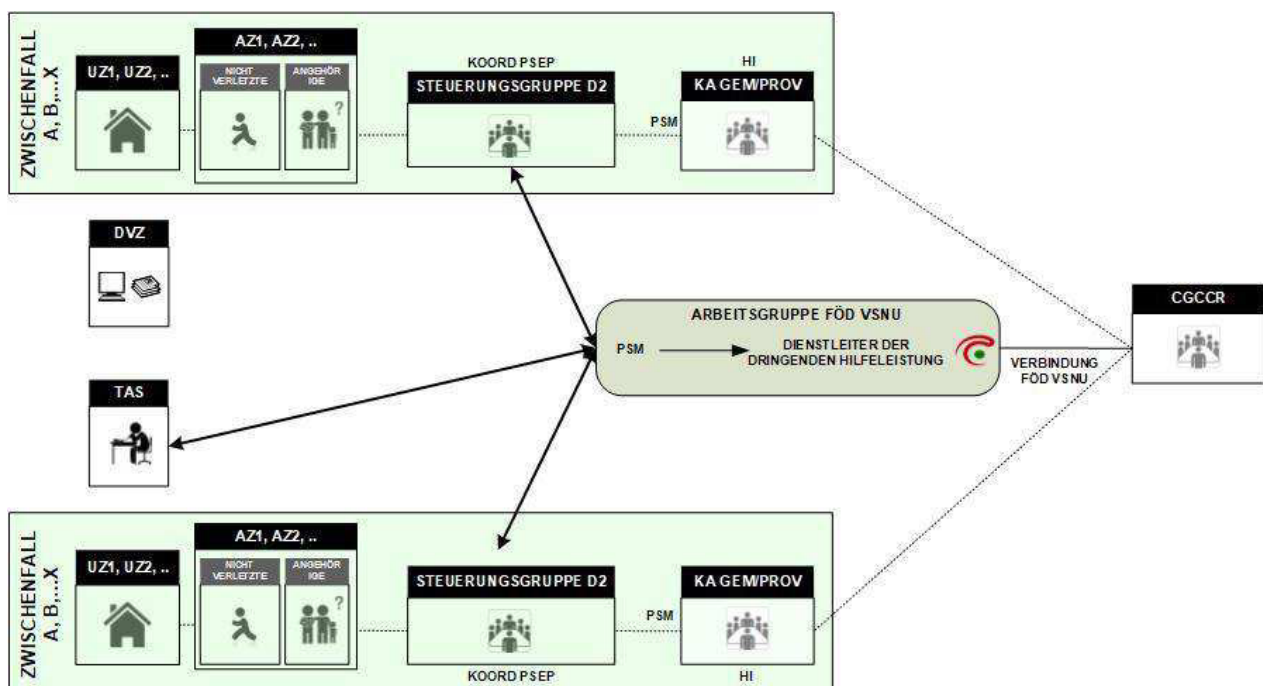 ZWISCHENFALL
A, B,...X
UZ1, UZ2, ..
AZ1, AZ2, ..
NICHT
VERLETZTE
ANGEHÖR
IGE
?
KOORD PSEP
STEUERUNGSGRUPPE D2
PSM
HI
KA GEM/PROV
DVZ
TAS
ARBEITSGRUPPE FÖD VSNU
PSM
DIENSTLEITER DER
DRINGENDEN HILFELEISTUNG
VERBINDUNG
FÖD VSNU
CGCCR
ZWISCHENFALL
A, B,...X
UZ1, UZ2, ..
AZ1, AZ2, ..
NICHT
VERLETZTE
ANGEHÖR
IGE
?
STEUERUNGSGRUPPE D2
KOORD PSEP
PSM
KA GEM/PROV
HI